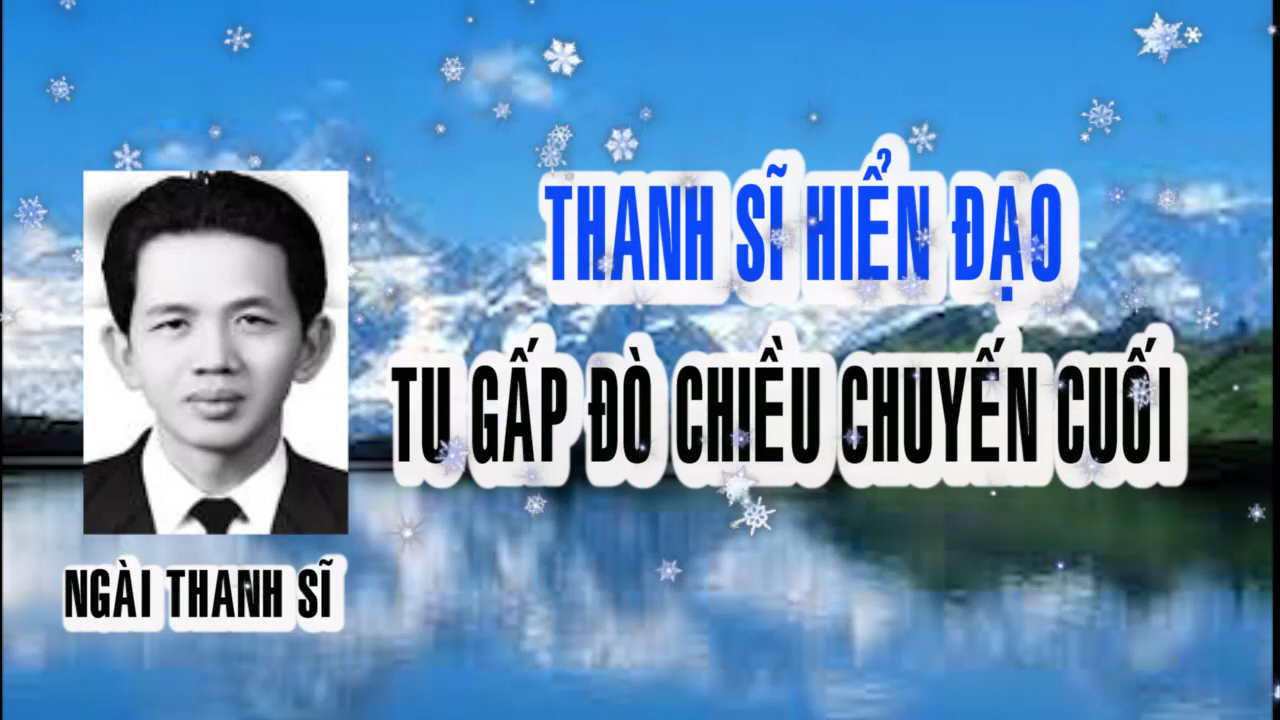 THANH SĨ HIỂN ĐẠO
TU GẤP ĐÒ CHIỀU CHUYẾN CUỐI
NGÀI THANH SĨ